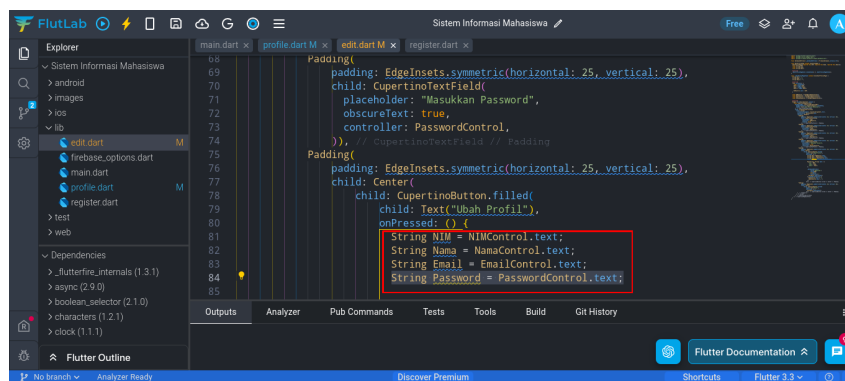 FlutLab
Sistem Informasi Mahasiswa
Free
A
Explorer
main.dart
profile.dart M
edit.dart M
register.dart
Sistem Informasi Mahasiswa
android
images
ios
lib
edit.dart M
firebase_options.dart
main.dart
profile.dart M
register.dart
test
web
Dependencies
_flutterfire_internals (1.3.1)
async (2.9.0)
boolean_selector (2.1.0)
characters (1.2.1)
clock (1.1.1)
Flutter Outline
2
68 Padding(
69 padding: EdgeInsets.symmetric(horizontal: 25, vertical: 25),
70 child: CupertinoTextField(
71 placeholder: "Masukkan Password",
72 obscureText: true,
73 controller: PasswordControl,
74 )), // CupertinoTextField // Padding
75 Padding(
76 padding: EdgeInsets.symmetric(horizontal: 25, vertical: 25),
77 child: Center(
78 child: CupertinoButton.filled(
79 child: Text("Ubah Profil"),
80 onPressed: () {
81 String NIM = NIMControl.text;
82 String Nama = NamaControl.text;
83 String Email = EmailControl.text;
84 String Password = PasswordControl.text;
85
Outputs Analyzer Pub Commands Tests Tools Build Git History
Flutter Documentation
No branch Analyzer Ready Discover Premium Shortcuts Flutter 3.3